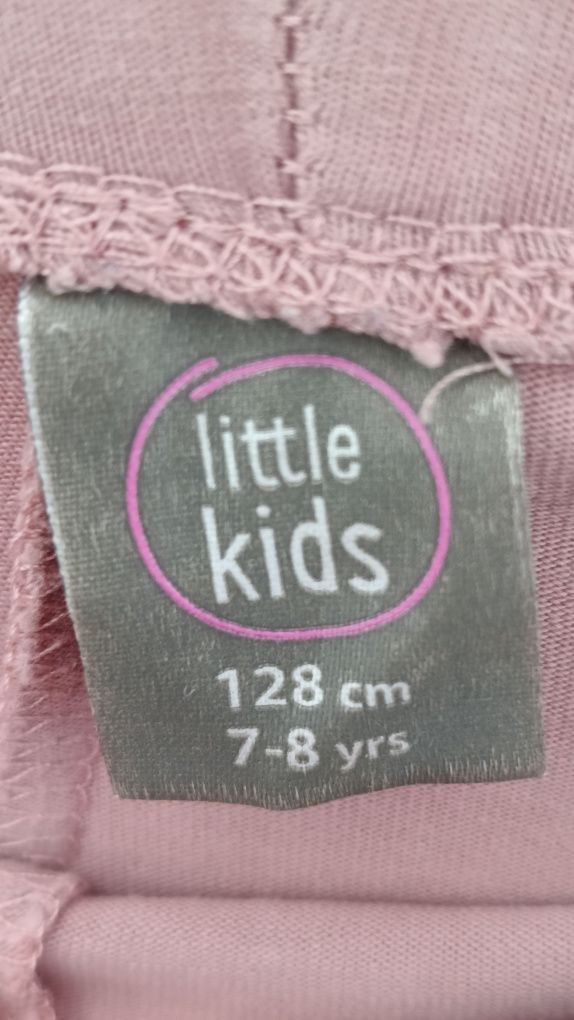 little
kids
128 cm
7-8 yrs